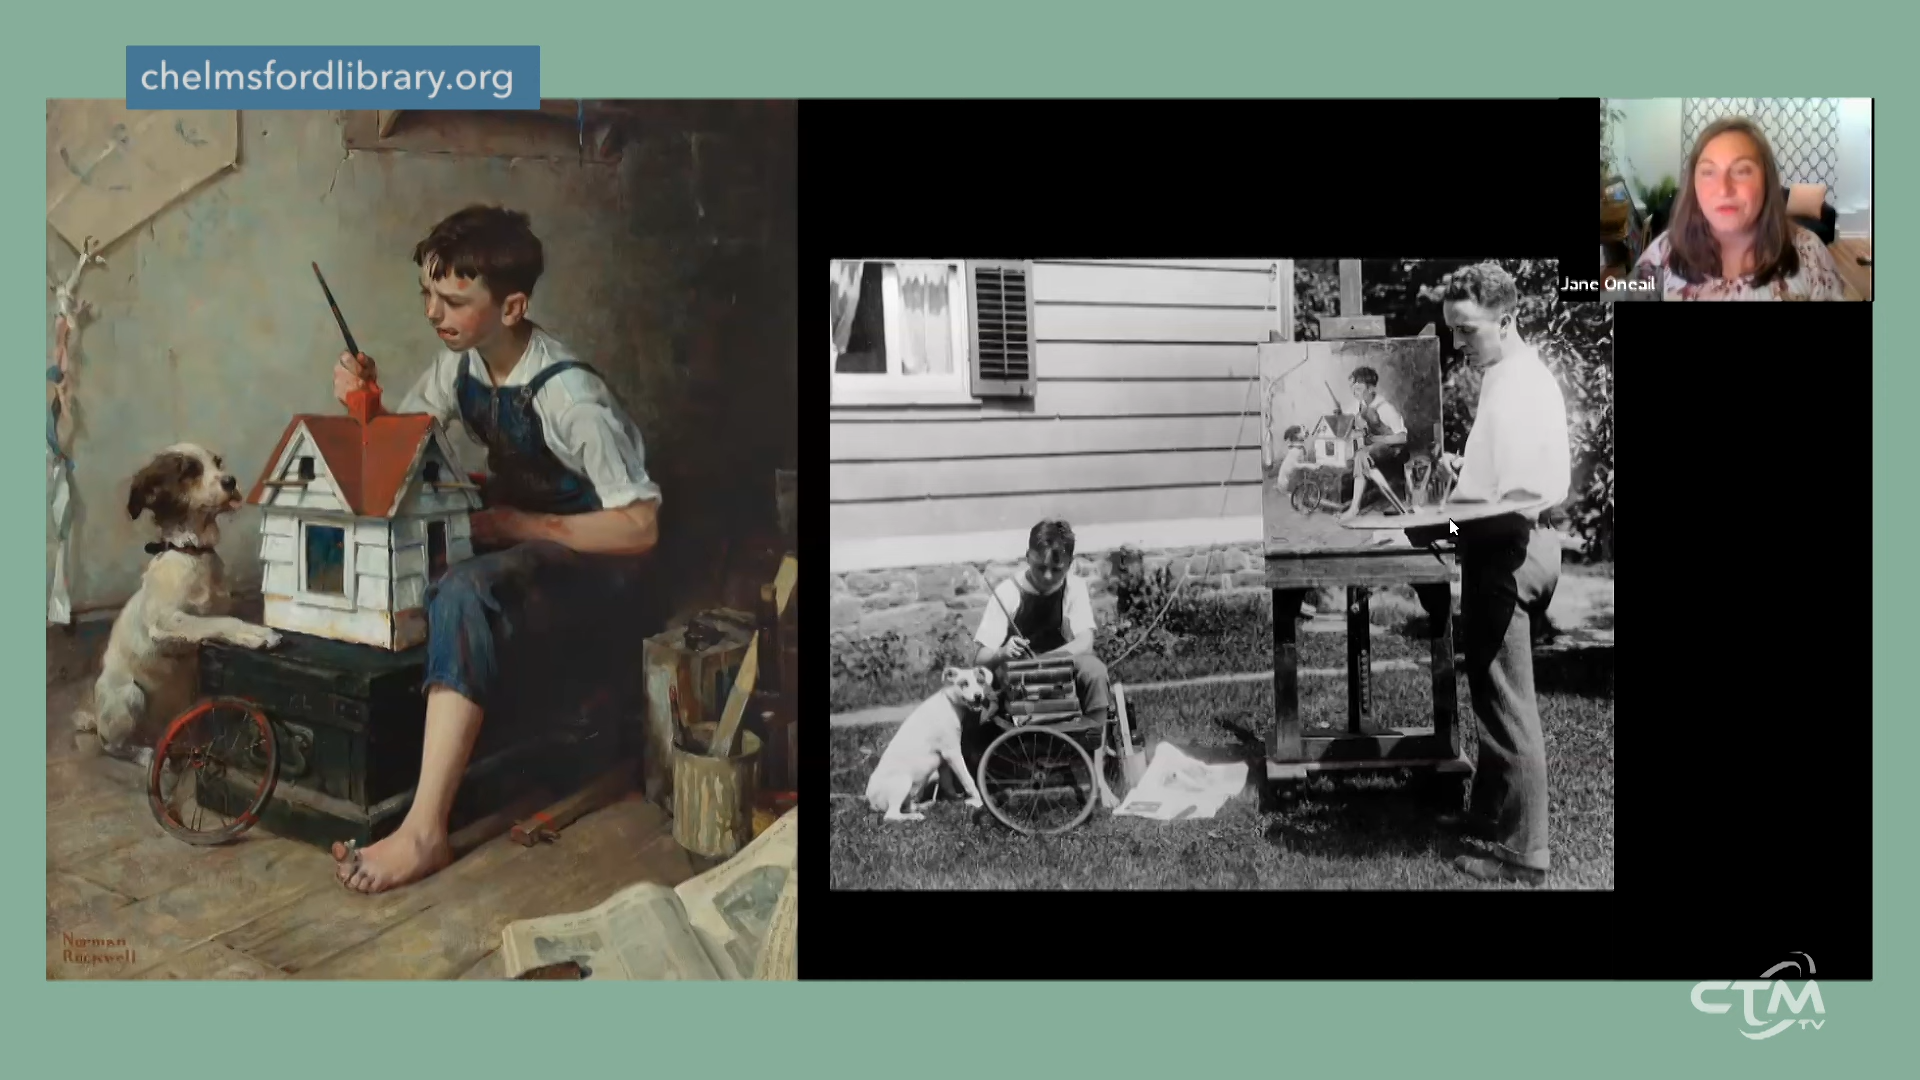 chelmsfordlibrary.org
Jane Oneail
Norman
Rockwell
CTM
TV